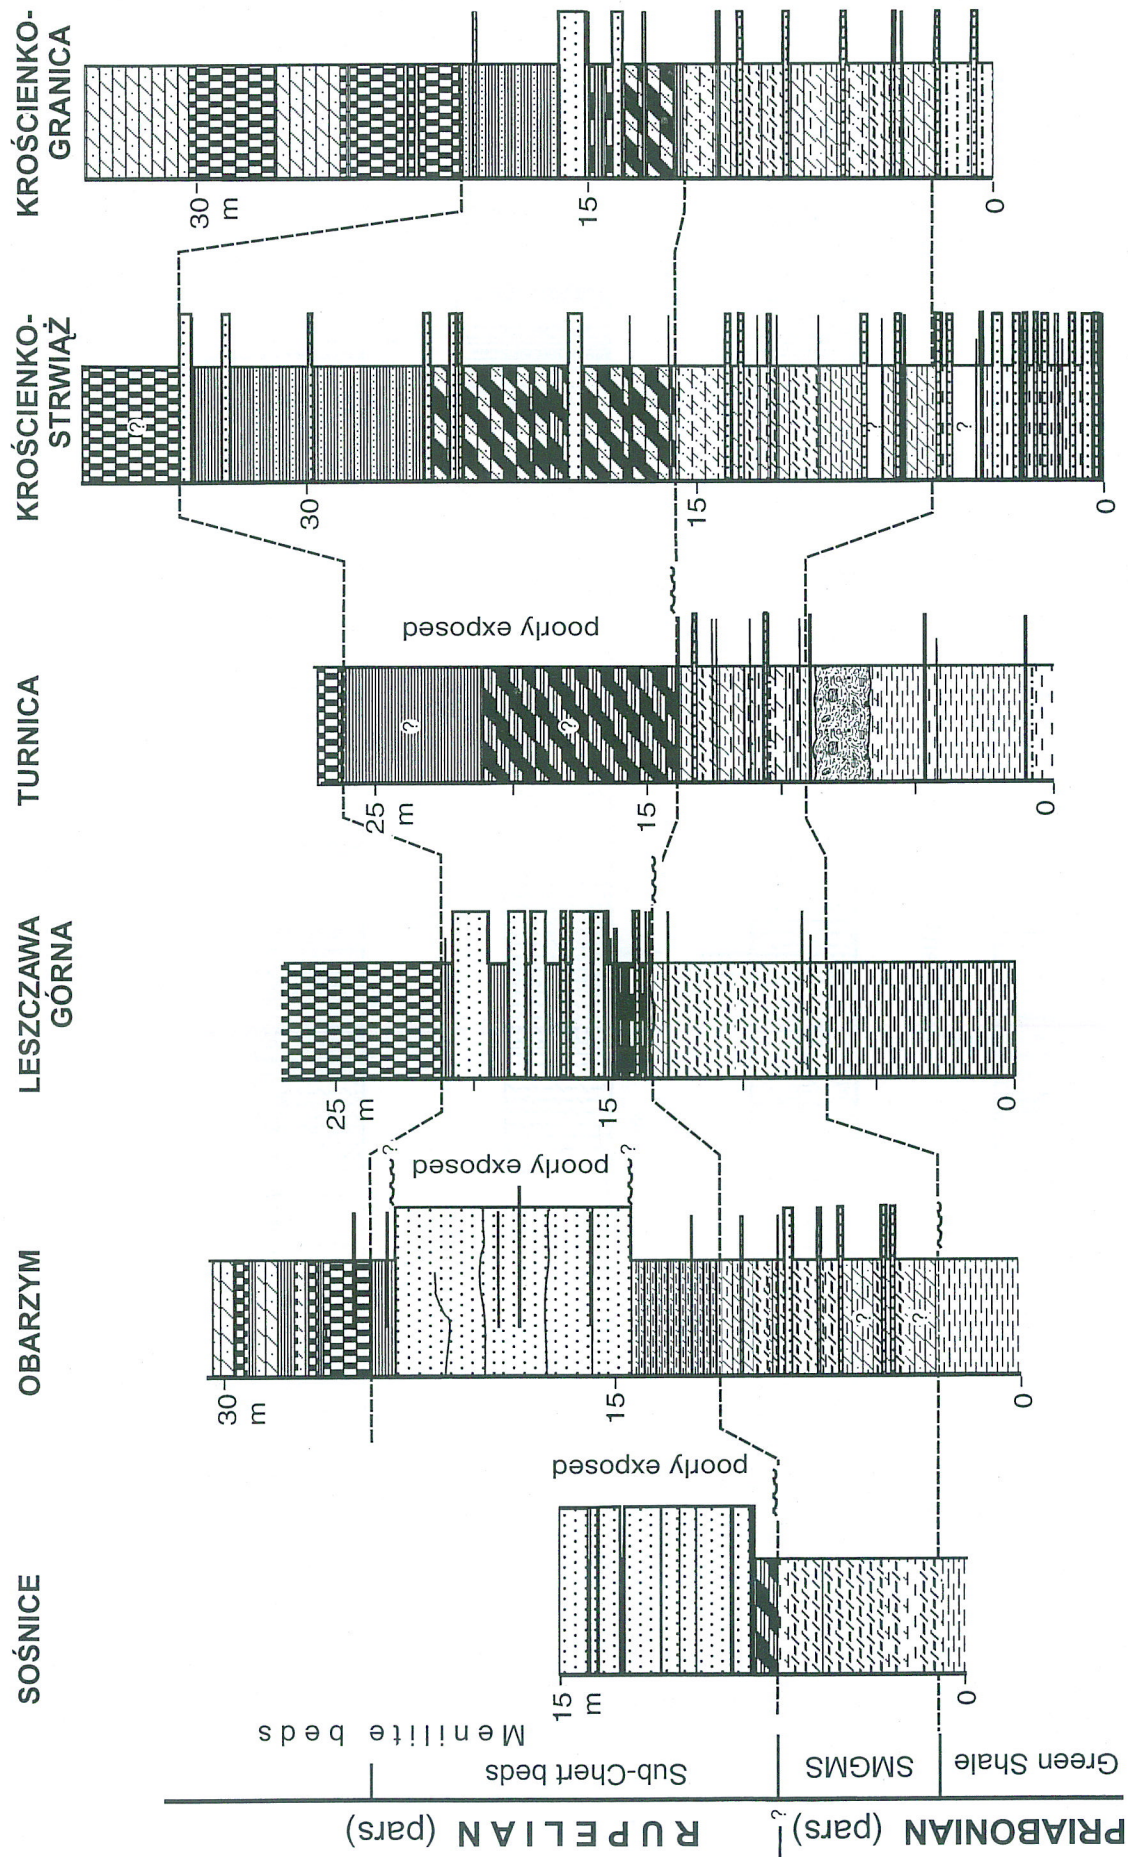 SOŚNICE
OBARZYM
LESZCZAWA
GÓRNA
TURNICA
KROŚCIENKO-
STRWIĄŻ
KROŚCIENKO-
GRANICA
15
m
0
poorly exposed
30
m
15
0
?
?
poorly exposed
?
?
25
m
15
0
25
m
15
0
?
?
poorly exposed
30
15
0
?
?
?
30
m
15
0
Menilite beds
Sub-Chert beds
SMGMS
Green Shale
RUPELIAN (pars)
?
PRIABONIAN (pars)